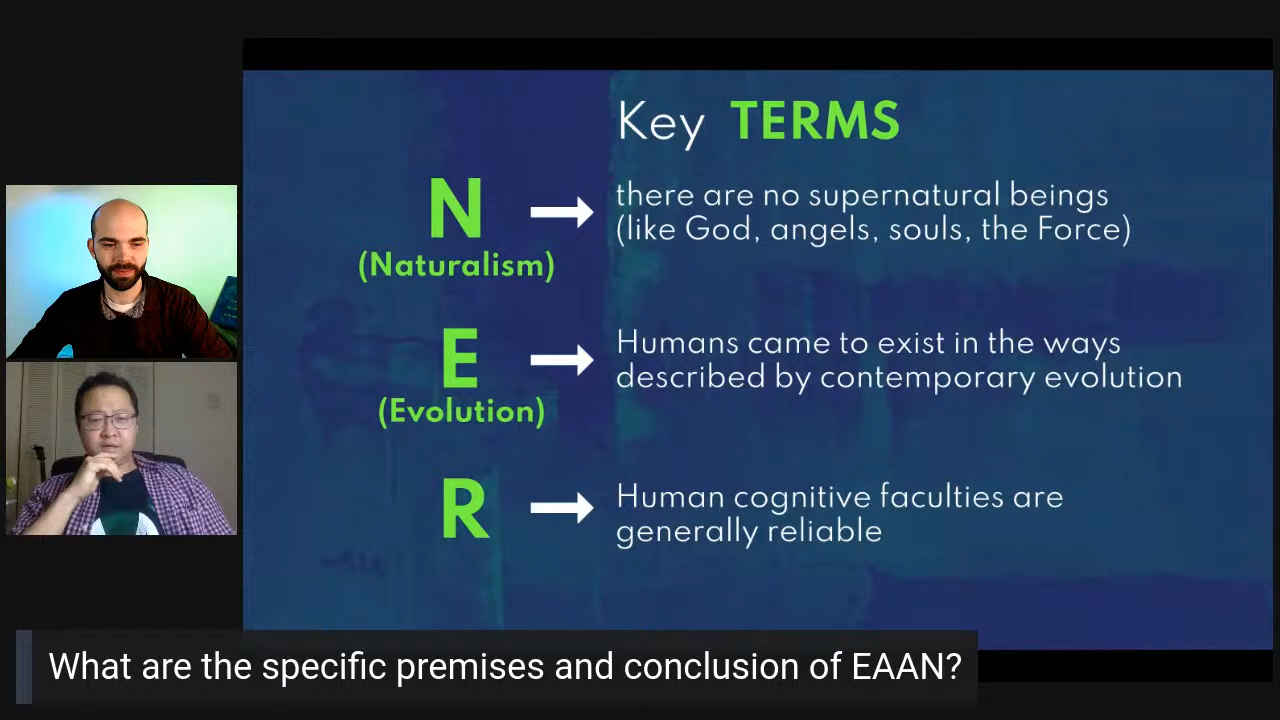 Key TERMS
N
(Naturalism)
there are no supernatural beings
(like God, angels, souls, the Force)
E
(Evolution)
Humans came to exist in the ways
described by contemporary evolution
R
Human cognitive faculties are
generally reliable
What are the specific premises and conclusion of EAAN?